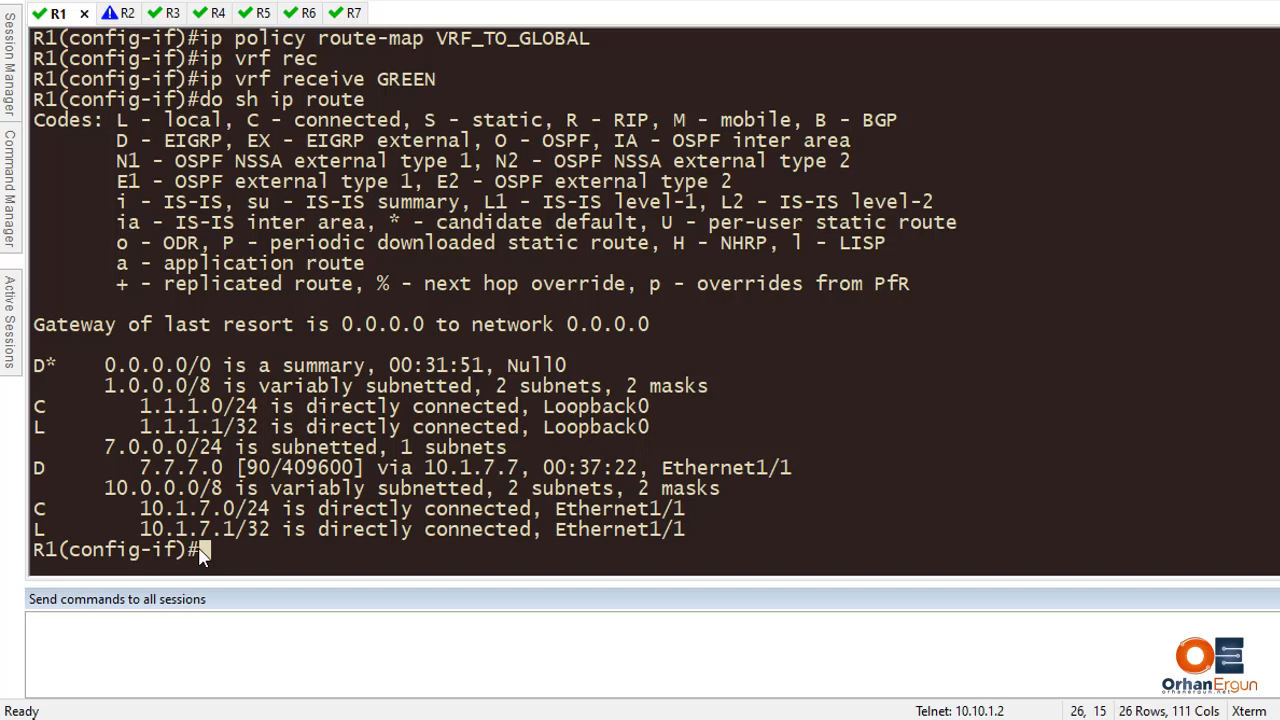 Session Manager
Command Manager
Active Sessions
R1 × R2 R3 R4 R5 R6 R7
R1(config-if)#ip policy route-map VRF_TO_GLOBAL
R1(config-if)#ip vrf rec
R1(config-if)#ip vrf receive GREEN
R1(config-if)#do sh ip route
Codes: L - local, C - connected, S - static, R - RIP, M - mobile, B - BGP
D - EIGRP, EX - EIGRP external, O - OSPF, IA - OSPF inter area
N1 - OSPF NSSA external type 1, N2 - OSPF NSSA external type 2
E1 - OSPF external type 1, E2 - OSPF external type 2
i - IS-IS, su - IS-IS summary, L1 - IS-IS level-1, L2 - IS-IS level-2
ia - IS-IS inter area, * - candidate default, U - per-user static route
o - ODR, P - periodic downloaded static route, H - NHRP, l - LISP
a - application route
+ - replicated route, % - next hop override, p - overrides from PfR
Gateway of last resort is 0.0.0.0 to network 0.0.0.0
D* 0.0.0.0/0 is a summary, 00:31:51, Null0
1.0.0.0/8 is variably subnetted, 2 subnets, 2 masks
C 1.1.1.0/24 is directly connected, Loopback0
L 1.1.1.1/32 is directly connected, Loopback0
7.0.0.0/24 is subnetted, 1 subnets
D 7.7.7.0 [90/409600] via 10.1.7.7, 00:37:22, Ethernet1/1
10.0.0.0/8 is variably subnetted, 2 subnets, 2 masks
C 10.1.7.0/24 is directly connected, Ethernet1/1
L 10.1.7.1/32 is directly connected, Ethernet1/1
R1(config-if)#
Send commands to all sessions
OE
OrhanErgun
orhanergun.net
Ready Telnet: 10.10.1.2 26, 15 26 Rows, 111 Cols Xterm